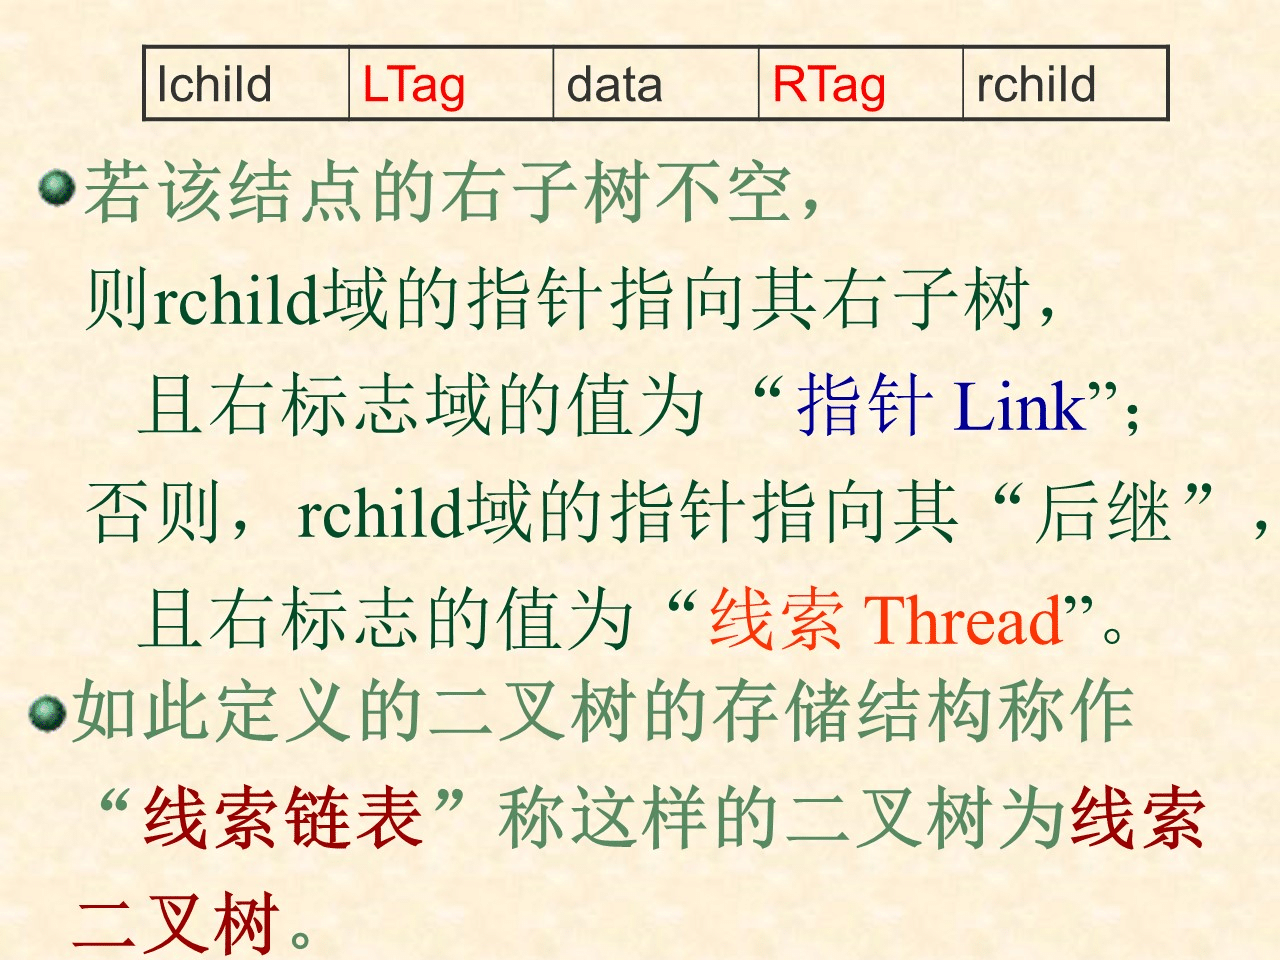 lchild LTag data RTag rchild
若该结点的右子树不空，
则rchild域的指针指向其右子树，
且右标志域的值为 “指针 Link”；
否则，rchild域的指针指向其“后继”，
且右标志的值为“线索 Thread”。
如此定义的二叉树的存储结构称作
“线索链表”称这样的二叉树为线索
二叉树。